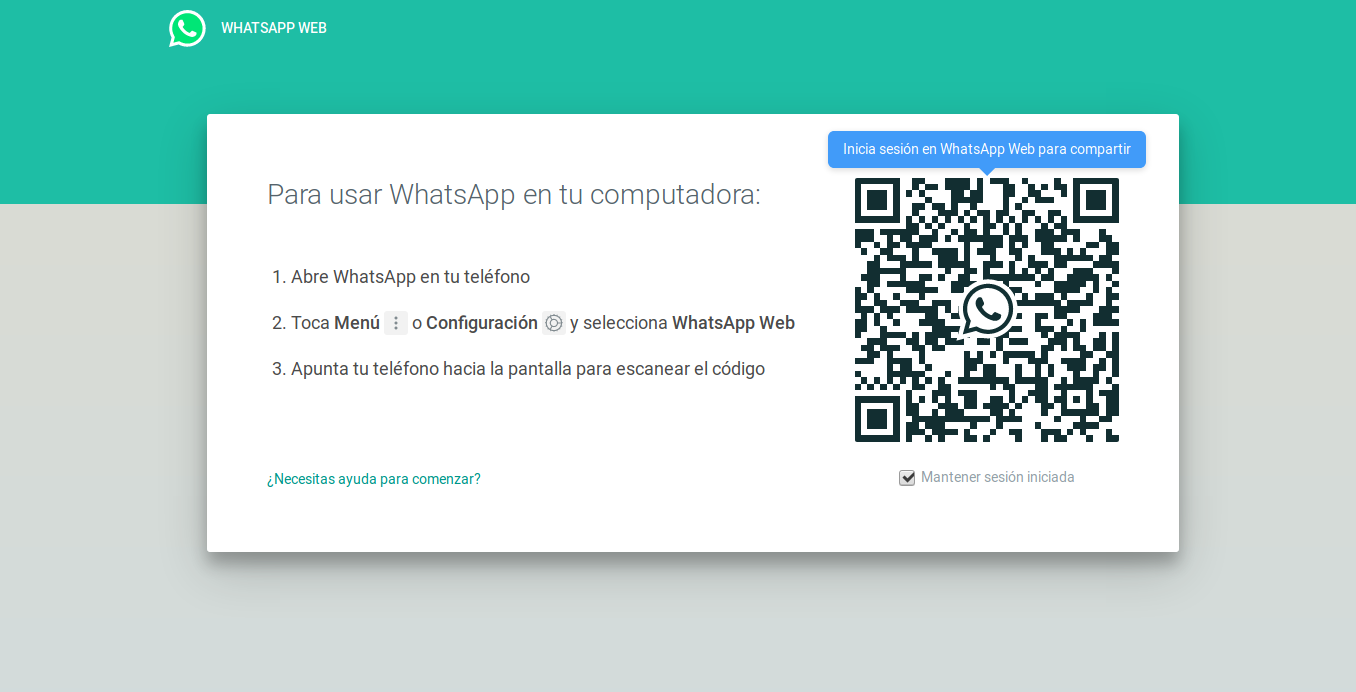 WHATSAPP WEB
Inicia sesión en WhatsApp Web para compartir
Para usar WhatsApp en tu computadora:
1. Abre WhatsApp en tu teléfono
2. Toca Menú o Configuración y selecciona WhatsApp Web
3. Apunta tu teléfono hacia la pantalla para escanear el código
¿Necesitas ayuda para comenzar?
Mantener sesión iniciada